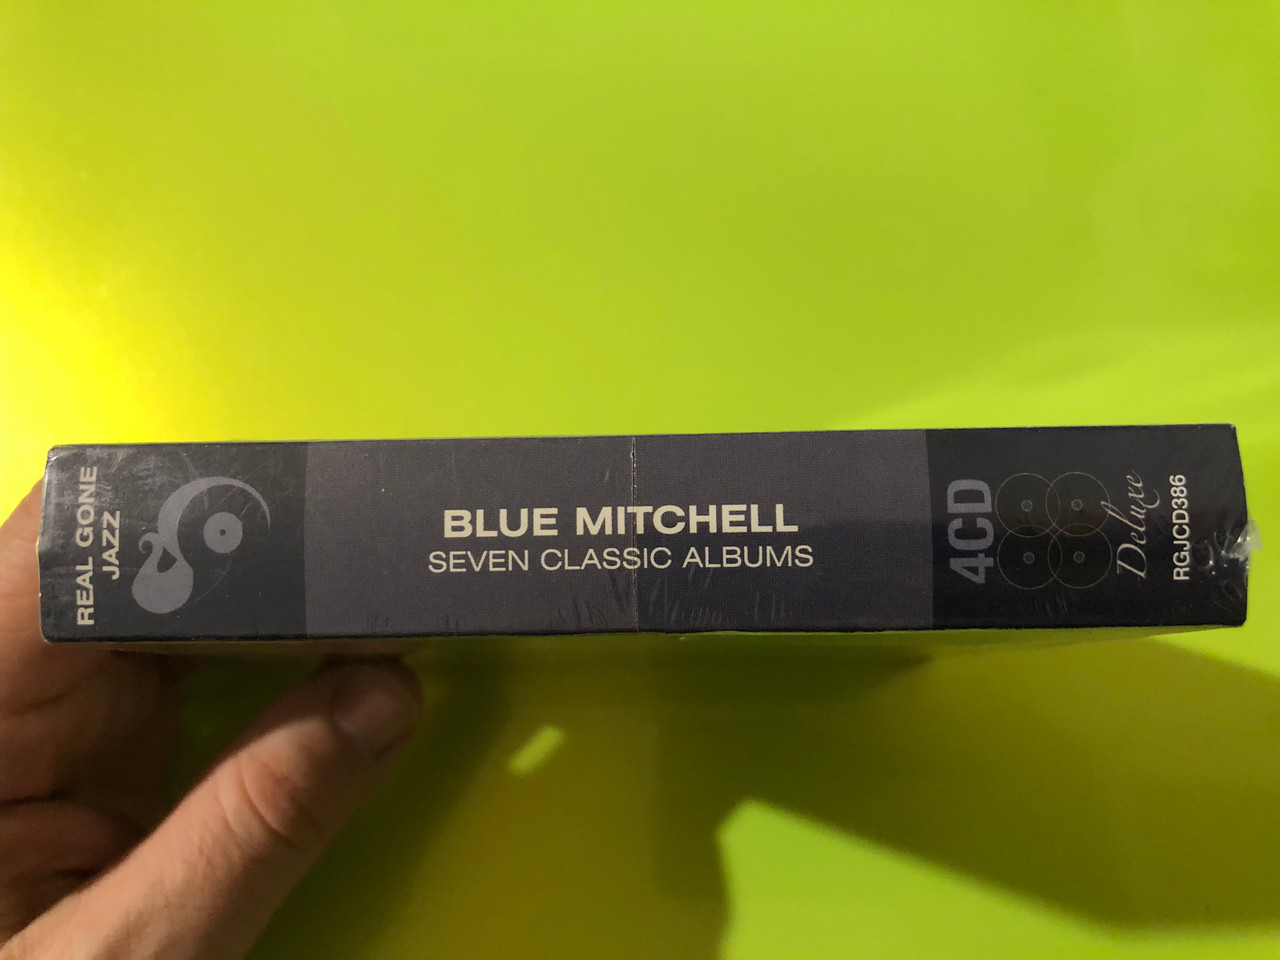 REAL GONE
JAZZ
BLUE MITCHELL
SEVEN CLASSIC ALBUMS
4CD
Deluxe
RGJCD386